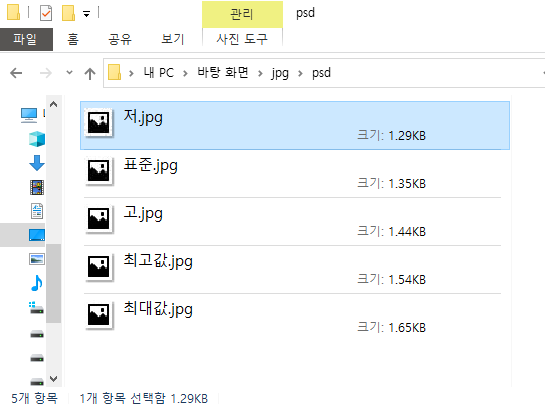 관리
psd
파일
홈
공유
보기
사진 도구
내 PC > 바탕 화면 > jpg > psd
저.jpg
크기: 1.29KB
표준.jpg
크기: 1.35KB
고.jpg
크기: 1.44KB
최고값.jpg
크기: 1.54KB
최대값.jpg
크기: 1.65KB
5개 항목
1개 항목 선택함 1.29KB